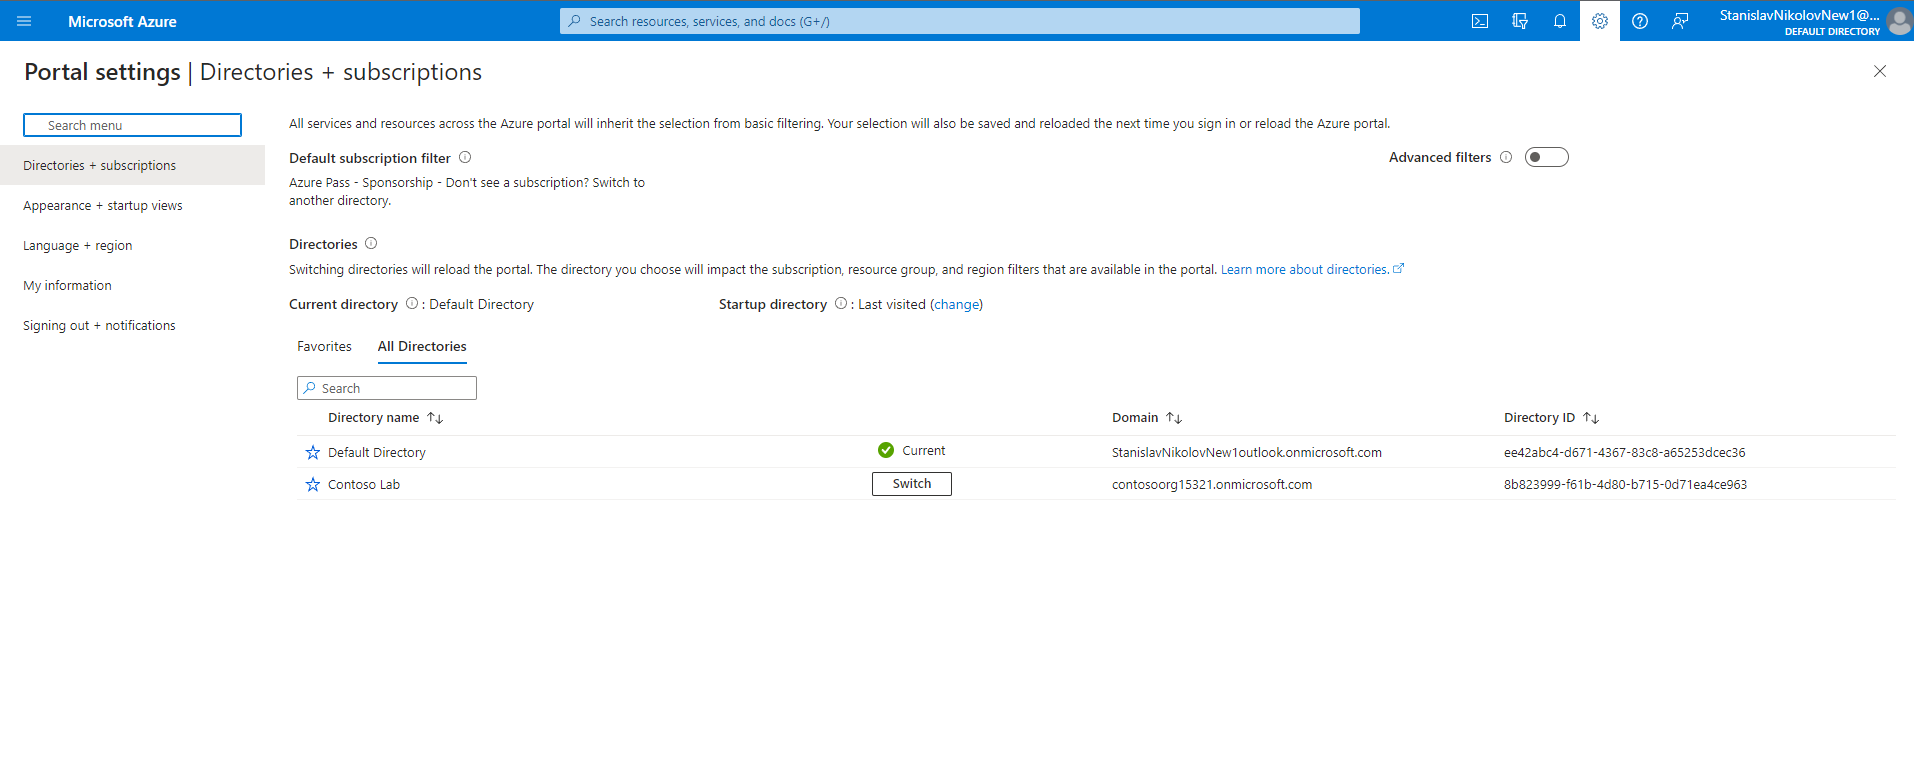 Microsoft Azure
Search resources, services, and docs (G+/)
StanislavNikolovNew1@...
DEFAULT DIRECTORY
Portal settings | Directories + subscriptions
Search menu
Directories + subscriptions
Appearance + startup views
Language + region
My information
Signing out + notifications
All services and resources across the Azure portal will inherit the selection from basic filtering. Your selection will also be saved and reloaded the next time you sign in or reload the Azure portal.
Default subscription filter
Advanced filters
Azure Pass - Sponsorship - Don't see a subscription? Switch to
another directory.
Directories
Switching directories will reload the portal. The directory you choose will impact the subscription, resource group, and region filters that are available in the portal. Learn more about directories.
Current directory : Default Directory
Startup directory : Last visited (change)
Favorites All Directories
Search
Directory name Domain Directory ID
Default Directory Current StanislavNikolovNew1outlook.onmicrosoft.com ee42abc4-d671-4367-83c8-a65253dcec36
Contoso Lab Switch contosoorg15321.onmicrosoft.com 8b823999-f61b-4d80-b715-0d71ea4ce963